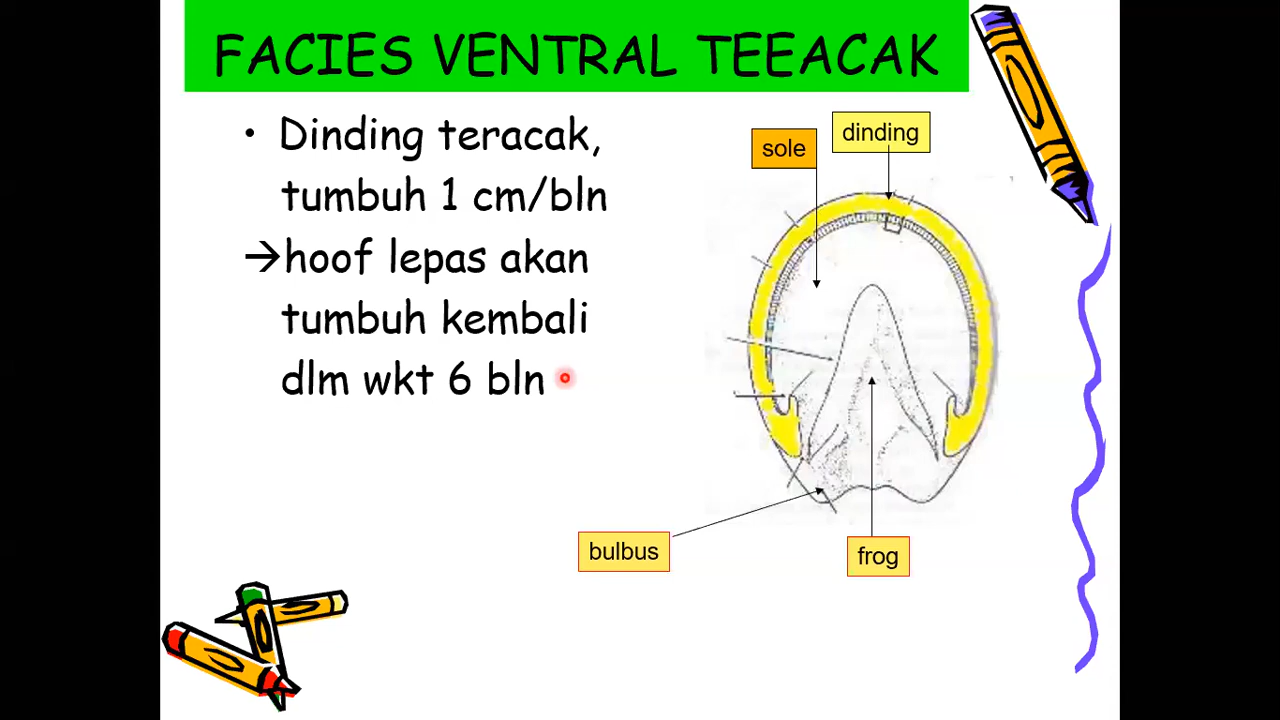 FACIES VENTRAL TEEACAK
• Dinding teracak,
tumbuh 1 cm/bln
→hoof lepas akan
tumbuh kembali
dlm wkt 6 bln
sole
dinding
bulbus
frog